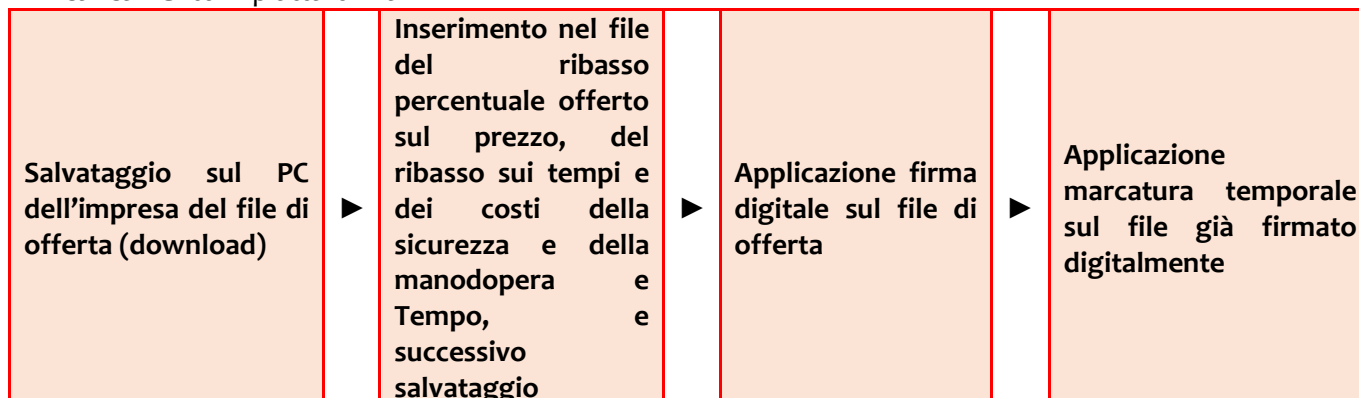 Salvataggio sul PC
dell'impresa del file di
offerta (download)
►
Inserimento nel file
del ribasso
percentuale offerto
sul prezzo, del
ribasso sui tempi e
dei costi della
sicurezza e della
manodopera e
Tempo, e
successivo
salvataggio
►
Applicazione firma
digitale sul file di
offerta
►
Applicazione
marcatura temporale
sul file già firmato
digitalmente